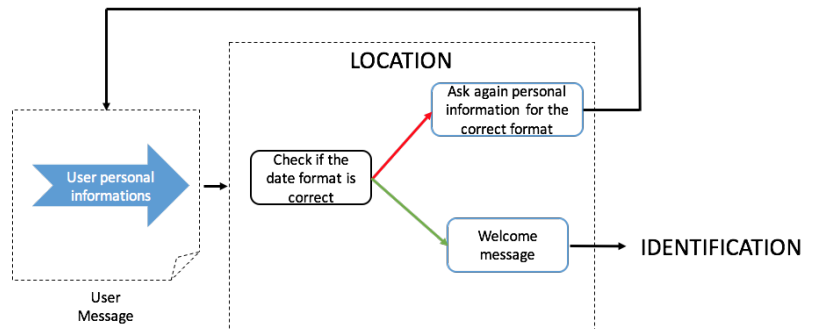 LOCATION
Ask again personal
information for the
correct format
User personal
informations
Check if the
date format is
correct
Welcome
message
IDENTIFICATION
User
Message